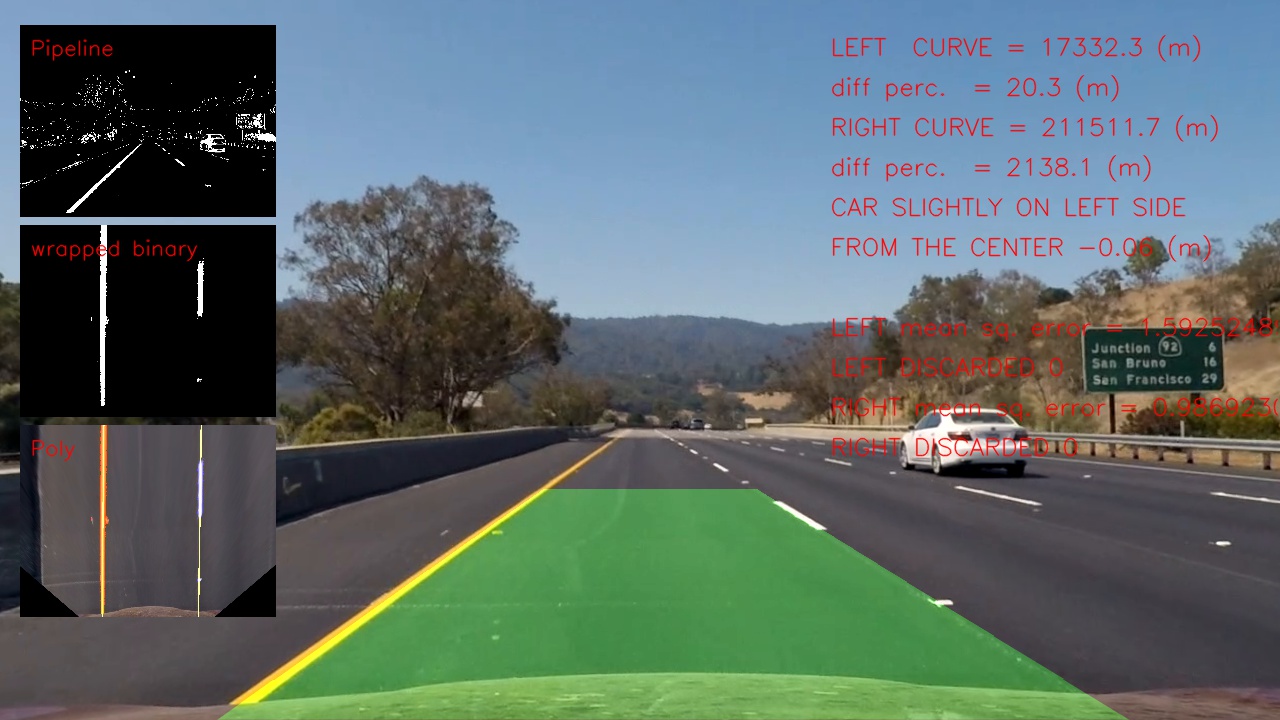 Pipeline
wrapped binary
Poly
LEFT  CURVE = 17332.3 (m)
diff perc.  = 20.3 (m)
RIGHT CURVE = 211511.7 (m)
diff perc.  = 2138.1 (m)
CAR SLIGHTLY ON LEFT SIDE
FROM THE CENTER -0.06 (m)
LEFT mean sq. error = 1.5925248
LEFT DISCARDED 0
RIGHT mean sq. error = 0.9869230
RIGHT DISCARDED 0
Junction 92 6
San Bruno 16
San Francisco 29